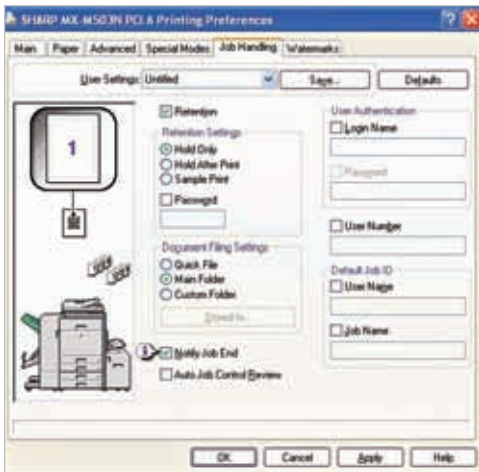 SHARP MX-M503N PCL6 Printing Preferences
Main Paper Advanced Special Modes Job Handling Watermarks
User Settings: Untitled Save... Defaults
1
Retention
Retention Settings
Hold Only
Hold After Print
Sample Print
Password
Document Filing Settings
Quick File
Main Folder
Custom Folder
Stored to...
1 Notify Job End
Auto Job Control Review
User Authentication
Login Name
Password
User Number
Default Job ID
User Name
Job Name
OK Cancel Apply Help